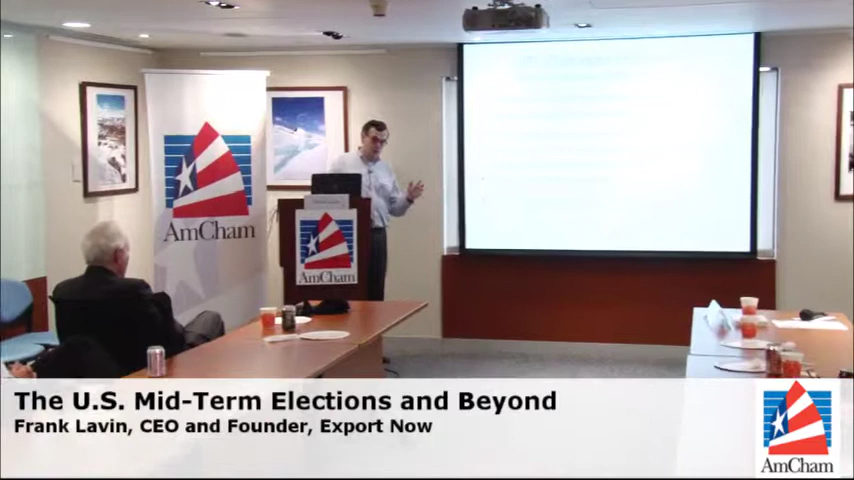 AmCham
AmCham
The U.S. Mid-Term Elections and Beyond
Frank Lavin, CEO and Founder, Export Now
AmCham